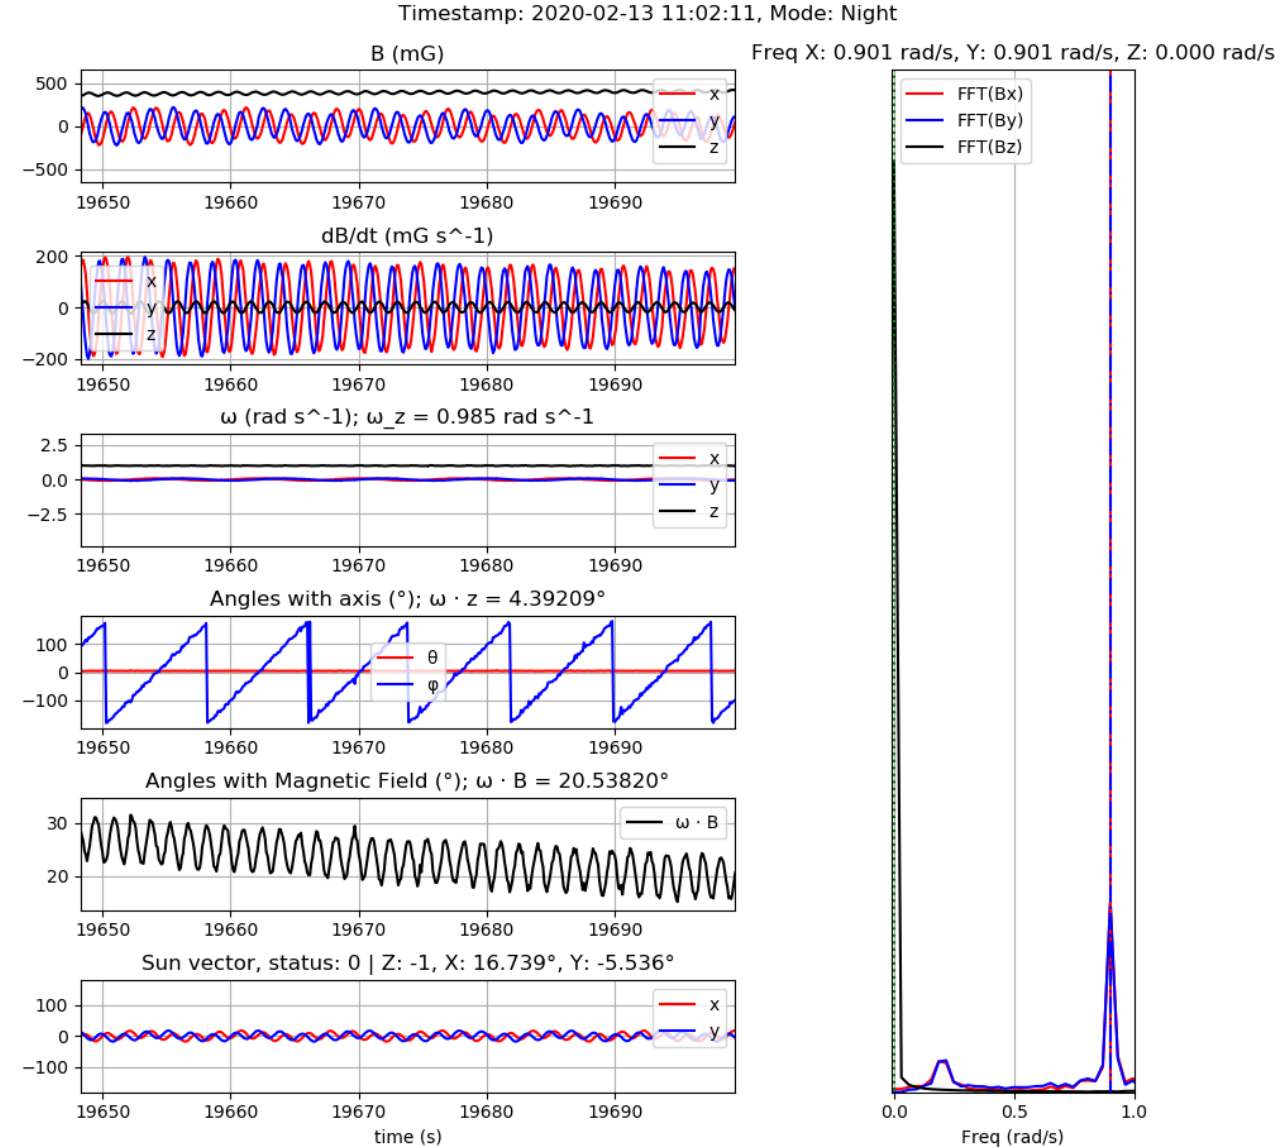 Timestamp: 2020-02-13 11:02:11, Mode: Night
B (mG)
500
0
−500
x
y
z
19650 19660 19670 19680 19690
dB/dt (mG s^-1)
200
0
−200
x
y
z
19650 19660 19670 19680 19690
ω (rad s^-1); ω_z = 0.985 rad s^-1
2.5
0.0
−2.5
x
y
z
19650 19660 19670 19680 19690
Angles with axis (°); ω · z = 4.39209°
100
0
−100
θ
φ
19650 19660 19670 19680 19690
Angles with Magnetic Field (°); ω · B = 20.53820°
30
20
ω · B
19650 19660 19670 19680 19690
Sun vector, status: 0 | Z: -1, X: 16.739°, Y: -5.536°
100
0
−100
x
y
19650 19660 19670 19680 19690
time (s)
Freq X: 0.901 rad/s, Y: 0.901 rad/s, Z: 0.000 rad/s
FFT(Bx)
FFT(By)
FFT(Bz)
0.0 0.5 1.0
Freq (rad/s)